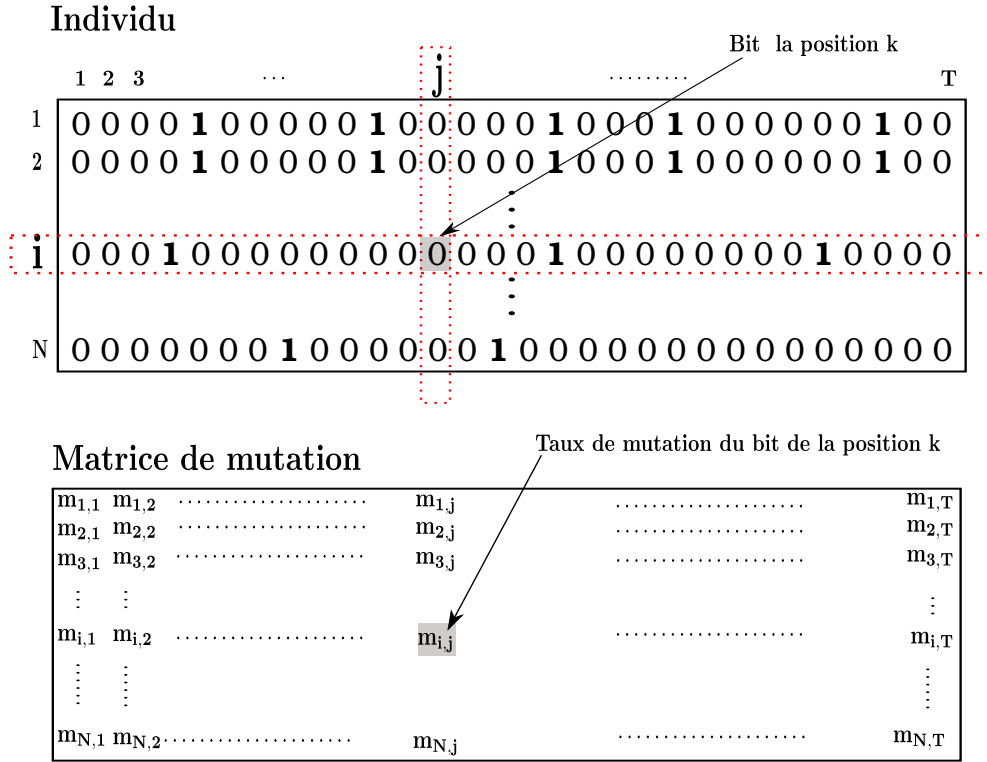 Individu
Bit la position k
1 2 3 ... j ......... T
1 0 0 0 0 1 0 0 0 0 0 1 0 0 0 0 0 1 0 0 0 1 0 0 0 0 0 0 1 0 0
2 0 0 0 0 1 0 0 0 0 0 1 0 0 0 0 0 1 0 0 0 1 0 0 0 0 0 0 1 0 0
i 0 0 0 1 0 0 0 0 0 0 0 0 0 0 0 0 1 0 0 0 0 0 0 0 0 1 0 0 0 0
N 0 0 0 0 0 0 0 1 0 0 0 0 0 0 1 0 0 0 0 0 0 0 0 0 0 0 0 0 0 0
Taux de mutation du bit de la position k
Matrice de mutation
m1,1 m1,2 ..................... m1,j ..................... m1,T
m2,1 m2,2 ..................... m2,j ..................... m2,T
m3,1 m3,2 ..................... m3,j ..................... m3,T
mi,1 mi,2 ..................... mi,j ..................... mi,T
mN,1 mN,2 ..................... mN,j ..................... mN,T